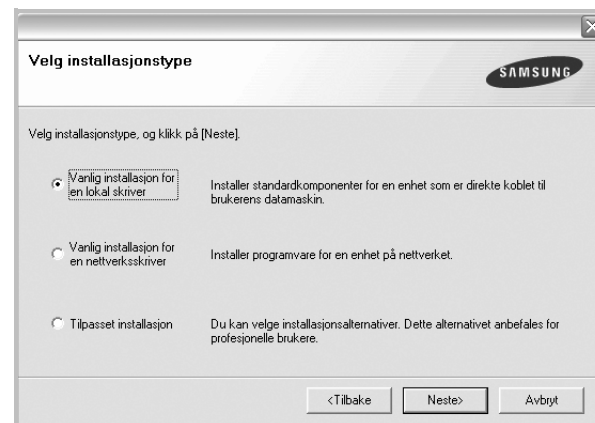 Velg installasjonstype
SAMSUNG
Velg installasjonstype, og klikk på [Neste].
Vanlig installasjon for
en lokal skriver
Installer standardkomponenter for en enhet som er direkte koblet til
brukerens datamaskin.
Vanlig installasjon for
en nettverksskriver
Installer programvare for en enhet på nettverket.
Tilpasset installasjon
Du kan velge installasjonsalternativer. Dette alternativet anbefales for
profesjonelle brukere.
<Tilbake
Neste>
Avbryt